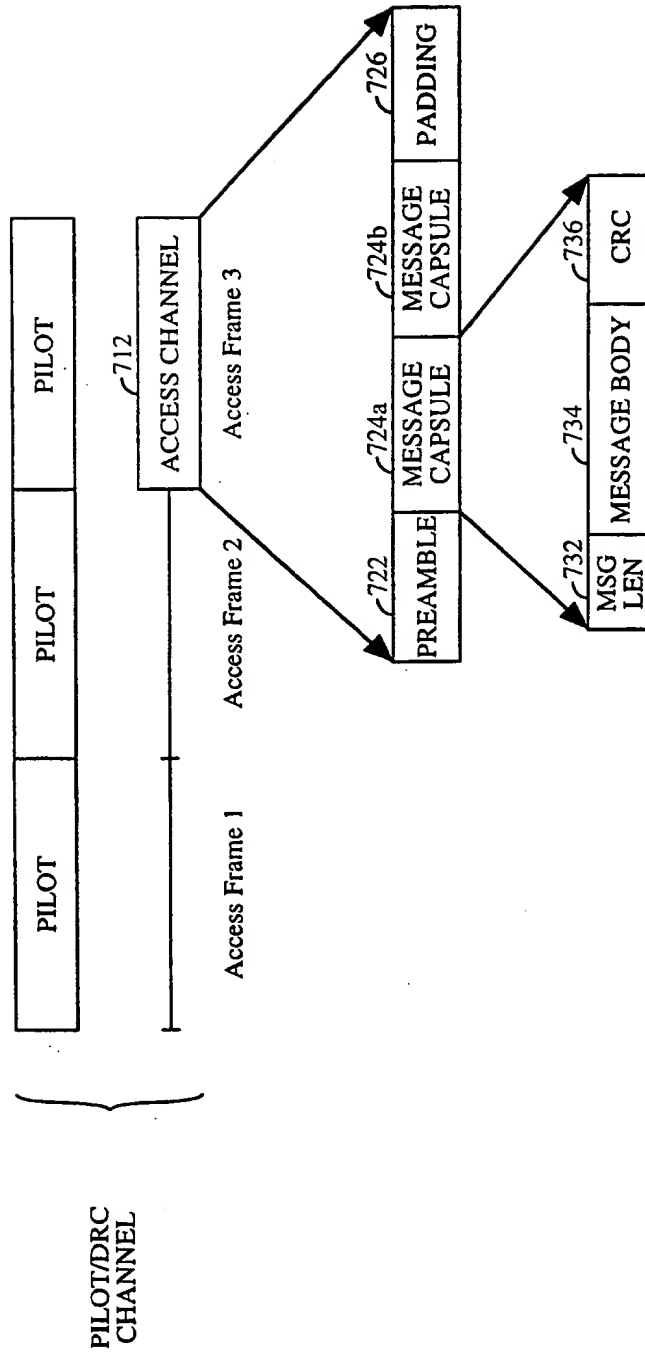 PILOT/DRC
CHANNEL
PILOT
PILOT
PILOT
712
ACCESS CHANNEL
Access Frame 1
Access Frame 2
Access Frame 3
722
724a
724b
726
PREAMBLE
MESSAGE
CAPSULE
MESSAGE
CAPSULE
PADDING
732
734
736
MSG
LEN
MESSAGE BODY
CRC